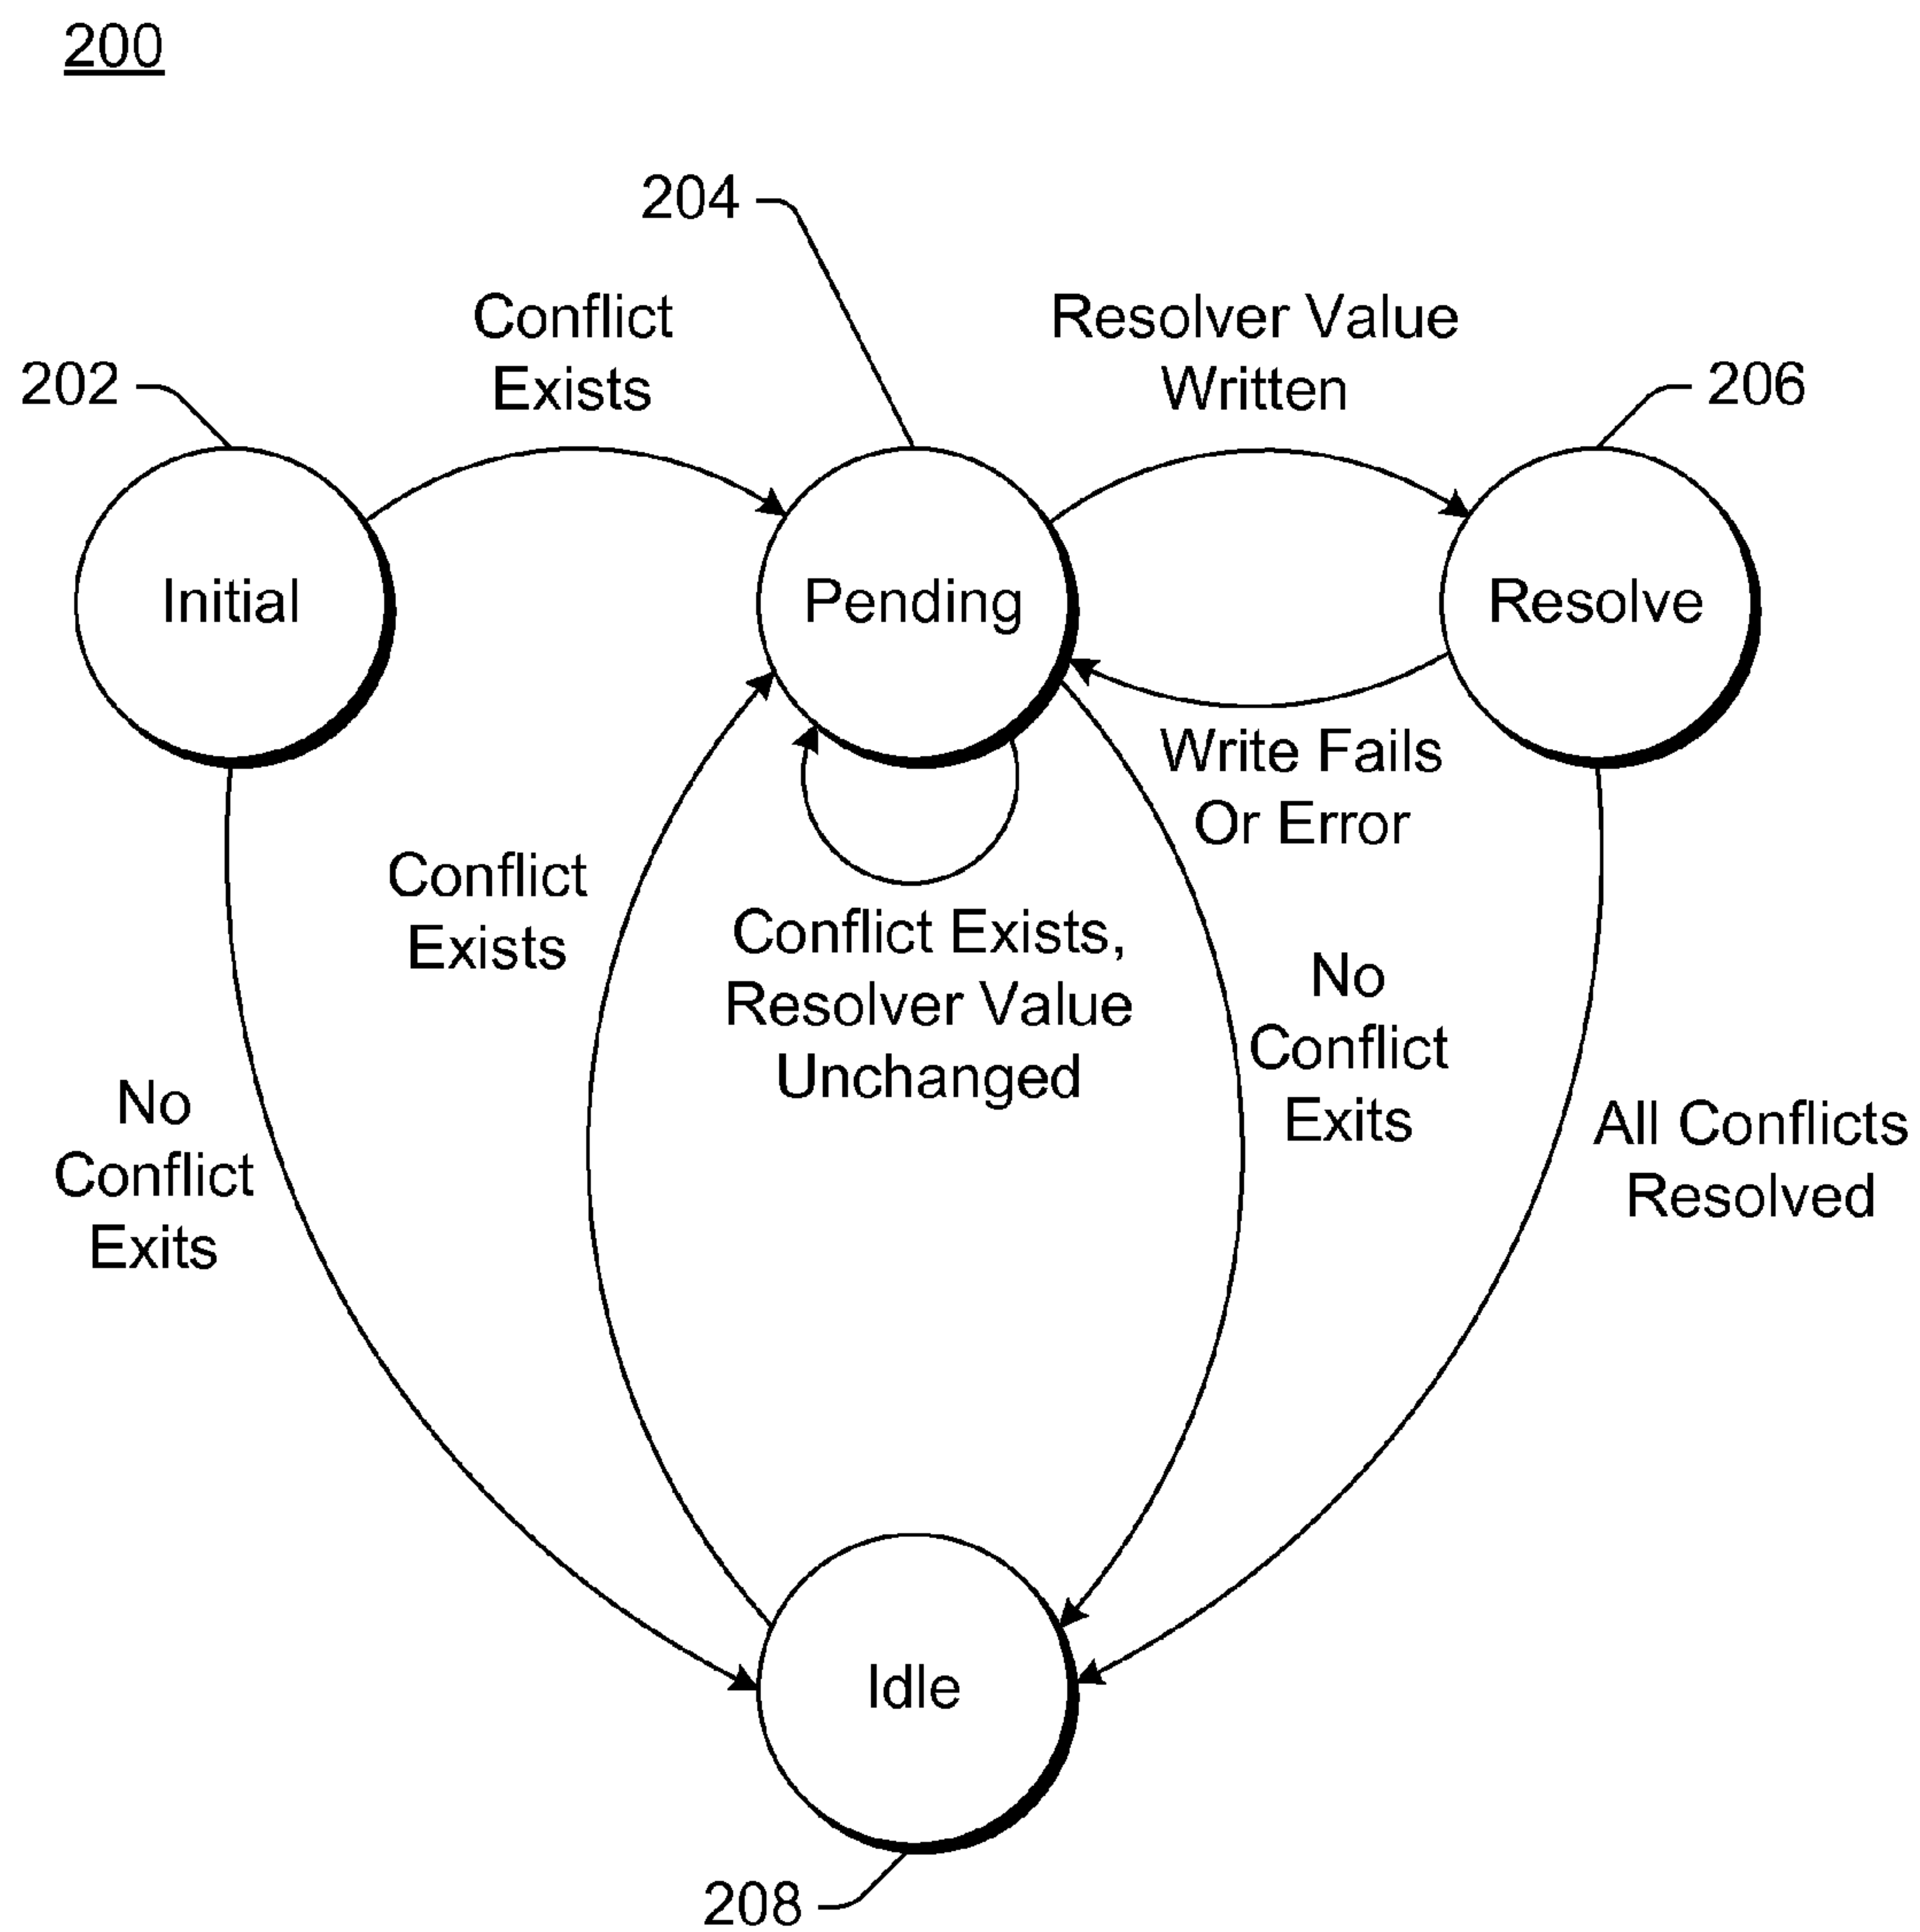 200
204
Conflict
Exists
Resolver Value
Written
202
206
Initial
Pending
Resolve
Write Fails
Or Error
Conflict
Exists
Conflict Exists,
Resolver Value
Unchanged
No
Conflict
Exits
No
Conflict
Exits
All Conflicts
Resolved
Idle
208